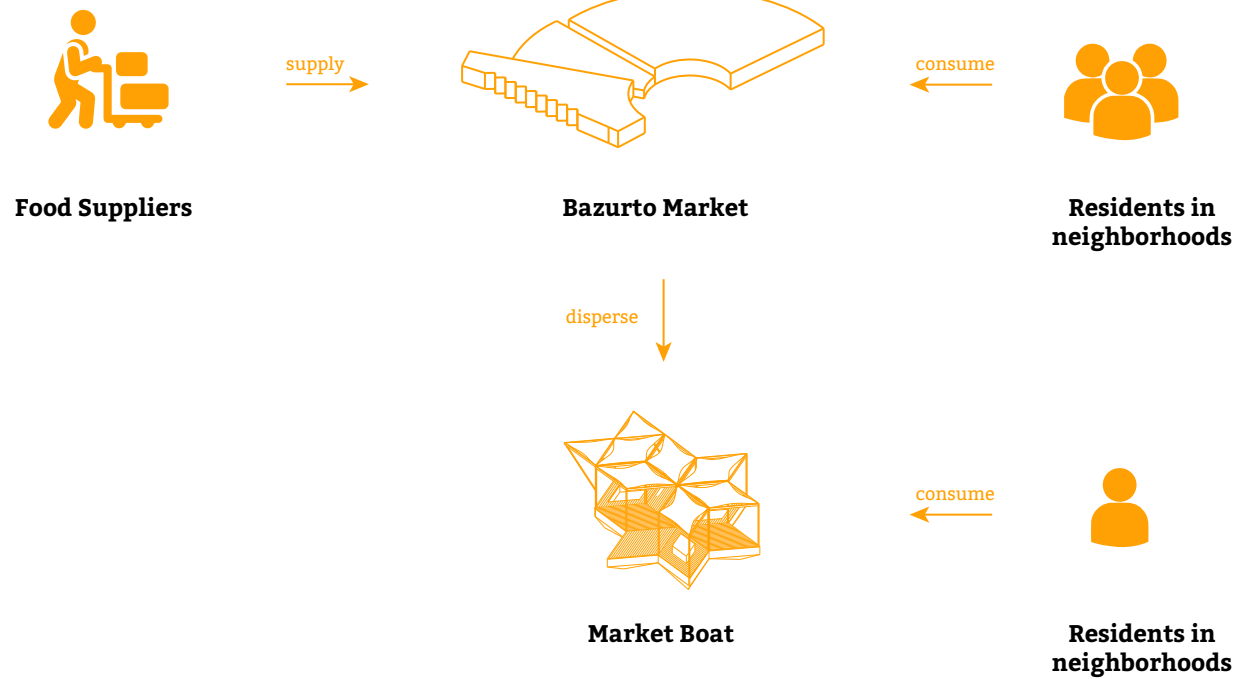 supply
consume
Food Suppliers
Bazurto Market
Residents in
neighborhoods
disperse
consume
Market Boat
Residents in
neighborhoods